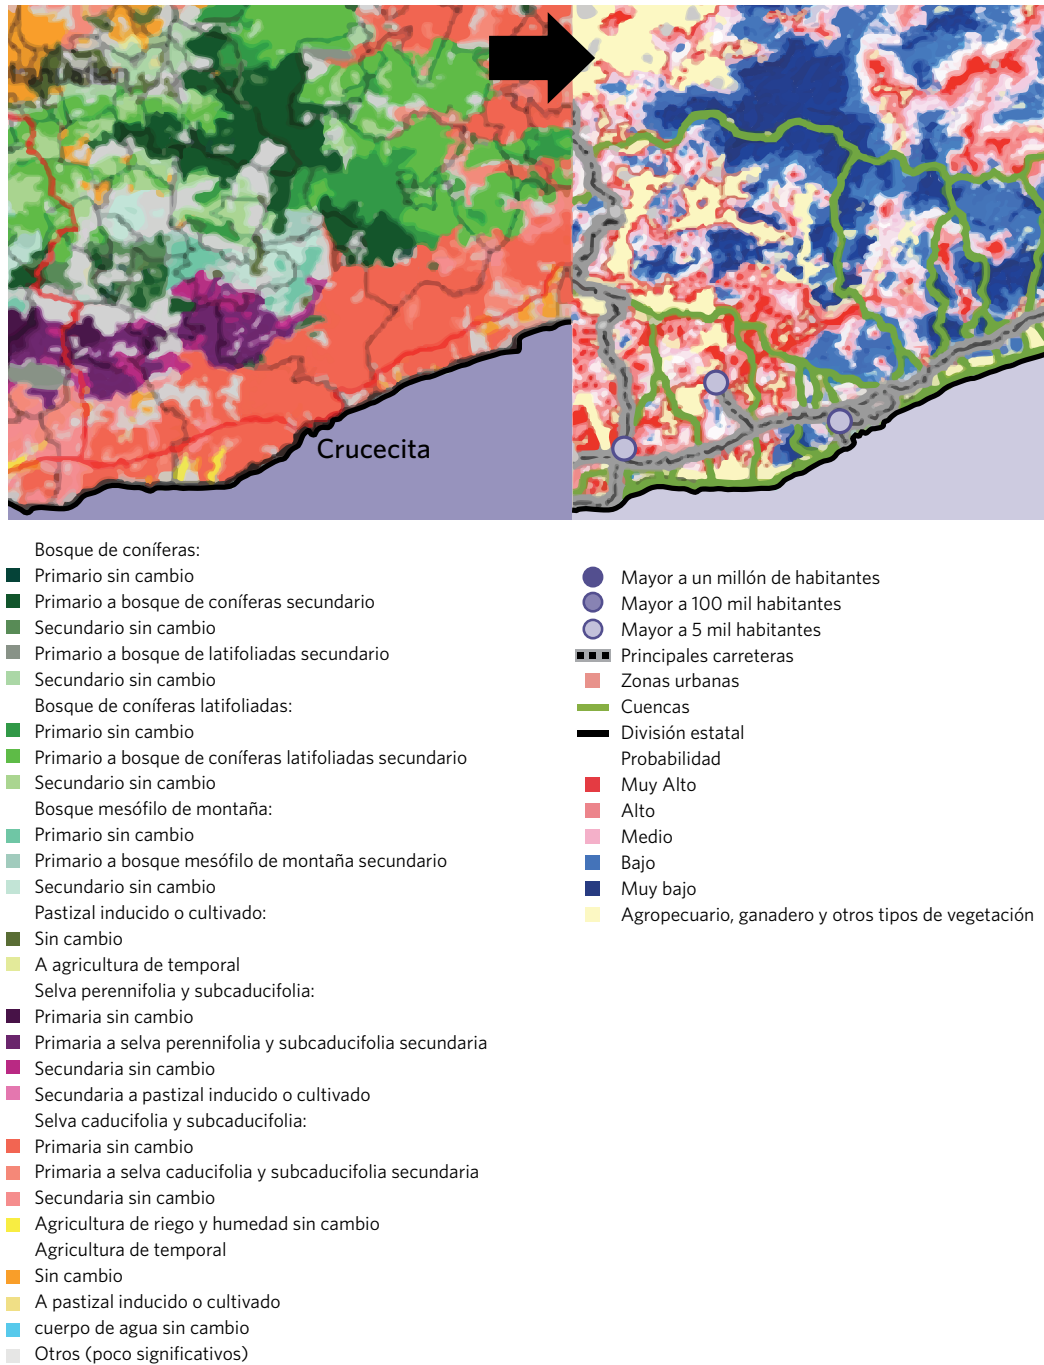 Crucecita
Bosque de coníferas:
Primario sin cambio
Primario a bosque de coníferas secundario
Secundario sin cambio
Primario a bosque de latifoliadas secundario
Secundario sin cambio
Bosque de coníferas latifoliadas:
Primario sin cambio
Primario a bosque de coníferas latifoliadas secundario
Secundario sin cambio
Bosque mesófilo de montaña:
Primario sin cambio
Primario a bosque mesófilo de montaña secundario
Secundario sin cambio
Pastizal inducido o cultivado:
Sin cambio
A agricultura de temporal
Selva perennifolia y subcaducifolia:
Primaria sin cambio
Primaria a selva perennifolia y subcaducifolia secundaria
Secundaria sin cambio
Secundaria a pastizal inducido o cultivado
Selva caducifolia y subcaducifolia:
Primaria sin cambio
Primaria a selva caducifolia y subcaducifolia secundaria
Secundaria sin cambio
Agricultura de riego y humedad sin cambio
Agricultura de temporal
Sin cambio
A pastizal inducido o cultivado
cuerpo de agua sin cambio
Otros (poco significativos)
Mayor a un millón de habitantes
Mayor a 100 mil habitantes
Mayor a 5 mil habitantes
Principales carreteras
Zonas urbanas
Cuencas
División estatal
Probabilidad
Muy Alto
Alto
Medio
Bajo
Muy bajo
Agropecuario, ganadero y otros tipos de vegetación